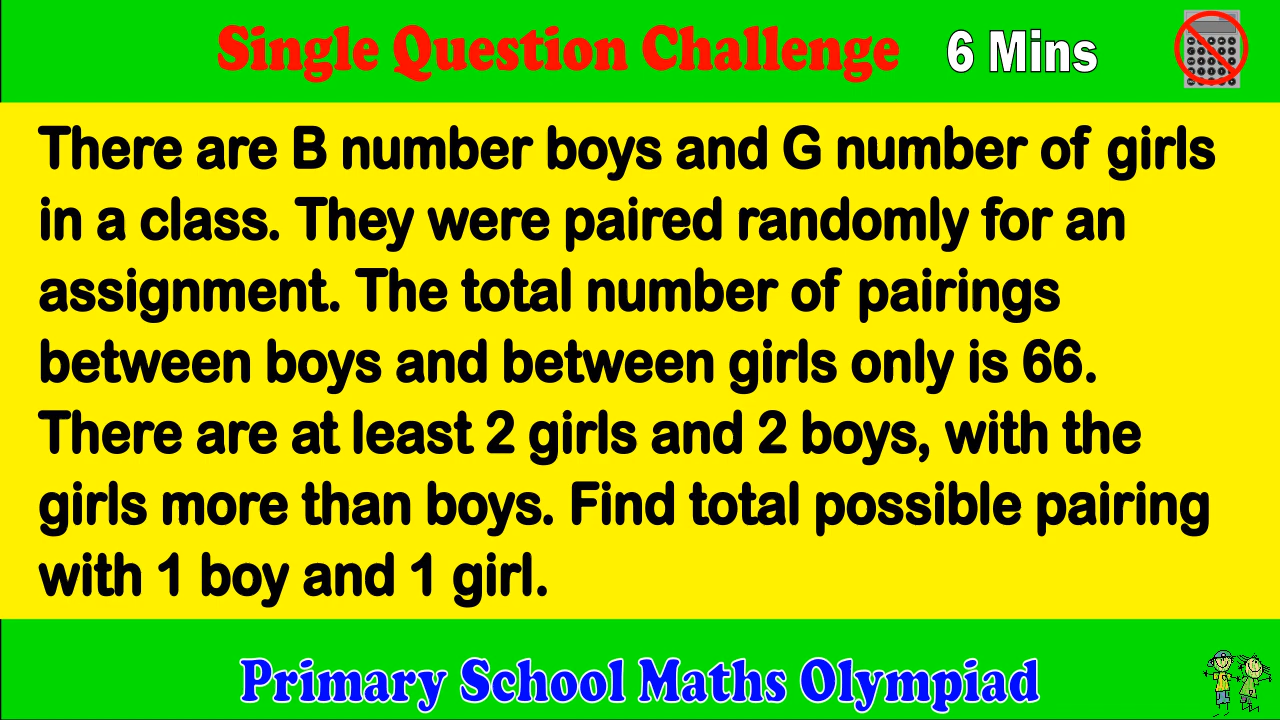 Single Question Challenge 6 Mins
There are B number boys and G number of girls
in a class. They were paired randomly for an
assignment. The total number of pairings
between boys and between girls only is 66.
There are at least 2 girls and 2 boys, with the
girls more than boys. Find total possible pairing
with 1 boy and 1 girl.
Primary School Maths Olympiad